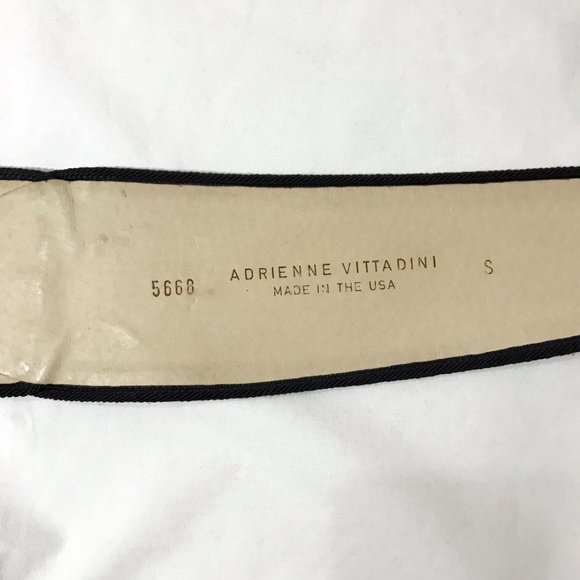 5668 ADRIENNE VITTADINI S
MADE IN THE USA